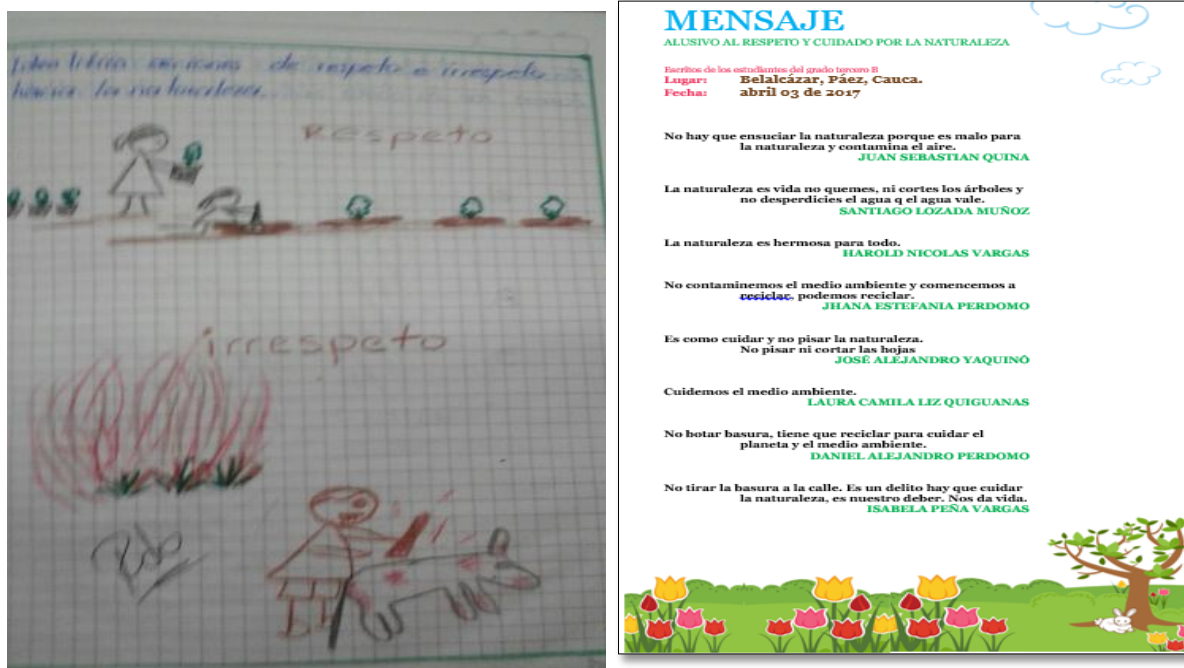 de respeto e irrespeto
hacia la naturaleza.
Respeto
irrespeto
MENSAJE
ALUSIVO AL RESPETO Y CUIDADO POR LA NATURALEZA
Escritos de los estudiantes del grado tercero B
Lugar: Belalcázar, Páez, Cauca.
Fecha: abril 03 de 2017
No hay que ensuciar la naturaleza porque es malo para
la naturaleza y contamina el aire.
JUAN SEBASTIAN QUINA
La naturaleza es vida no quemes, ni cortes los árboles y
no desperdicies el agua q el agua vale.
SANTIAGO LOZADA MUÑOZ
La naturaleza es hermosa para todo.
HAROLD NICOLAS VARGAS
No contaminemos el medio ambiente y comencemos a
resiclar, podemos reciclar.
JHANA ESTEFANIA PERDOMO
Es como cuidar y no pisar la naturaleza.
No pisar ni cortar las hojas
JOSÉ ALEJANDRO YAQUINÓ
Cuidemos el medio ambiente.
LAURA CAMILA LIZ QUIGUANAS
No botar basura, tiene que reciclar para cuidar el
planeta y el medio ambiente.
DANIEL ALEJANDRO PERDOMO
No tirar la basura a la calle. Es un delito hay que cuidar
la naturaleza, es nuestro deber. Nos da vida.
ISABELA PEÑA VARGAS